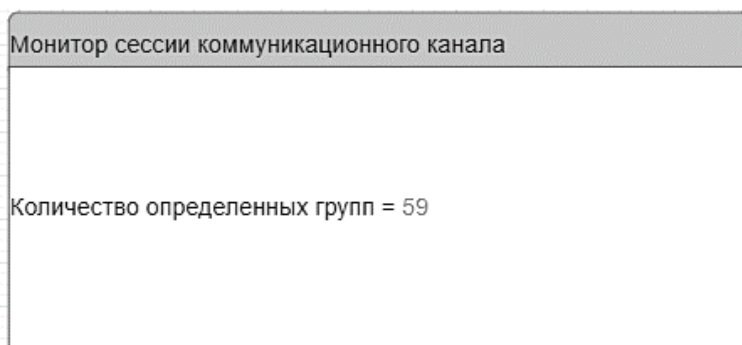 Монитор сессии коммуникационного канала
Количество определенных групп = 59